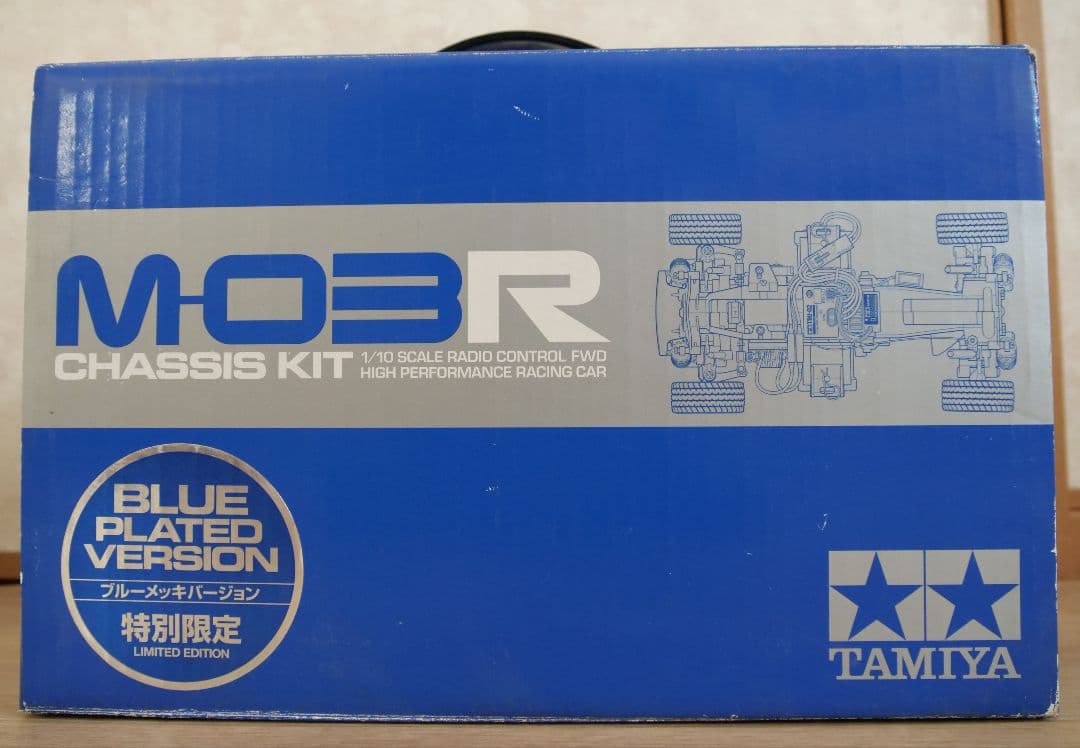 M-03R
CHASSIS KIT
1/10 SCALE RADIO CONTROL FWD
HIGH PERFORMANCE RACING CAR
BLUE
PLATED
VERSION
ブルーメッキバージョン
特別限定
LIMITED EDITION
TAMIYA